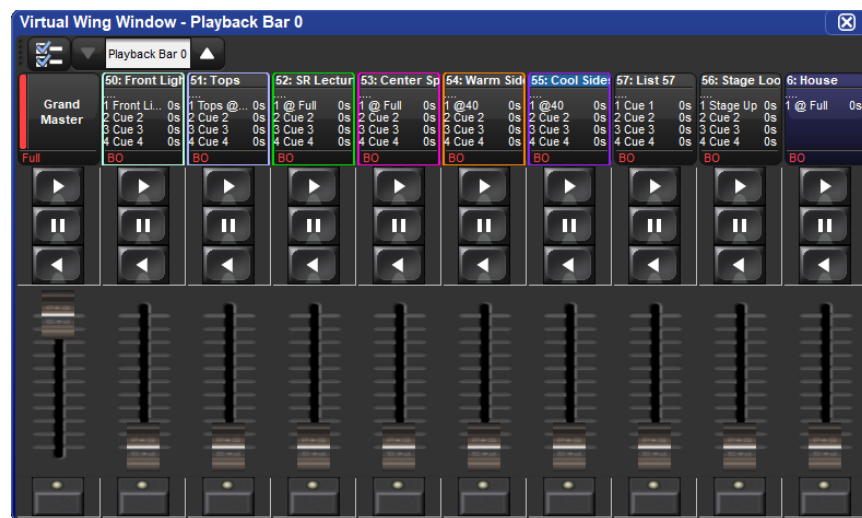 Virtual Wing Window - Playback Bar 0
Playback Bar 0
Grand
Master
Full
50: Front Ligh
....
1 Front Li... 0s
2 Cue 2 0s
3 Cue 3 0s
4 Cue 4 0s
BO
51: Tops
....
1 Tops @... 0s
2 Cue 2 0s
3 Cue 3 0s
4 Cue 4 0s
BO
52: SR Lectur
....
1 @ Full 0s
2 Cue 2 0s
3 Cue 3 0s
4 Cue 4 0s
BO
53: Center Sp
....
1 @ Full 0s
2 Cue 2 0s
3 Cue 3 0s
4 Cue 4 0s
BO
54: Warm Side
....
1 @40 0s
2 Cue 2 0s
3 Cue 3 0s
4 Cue 4 0s
BO
55: Cool Sides
....
1 @40 0s
2 Cue 2 0s
3 Cue 3 0s
4 Cue 4 0s
BO
57: List 57
....
1 Cue 1 0s
2 Cue 2 0s
3 Cue 3 0s
4 Cue 4 0s
BO
56: Stage Loo
....
1 Stage Up 0s
2 Cue 2 0s
3 Cue 3 0s
4 Cue 4 0s
BO
6: House
....
1 @ Full 0s
BO